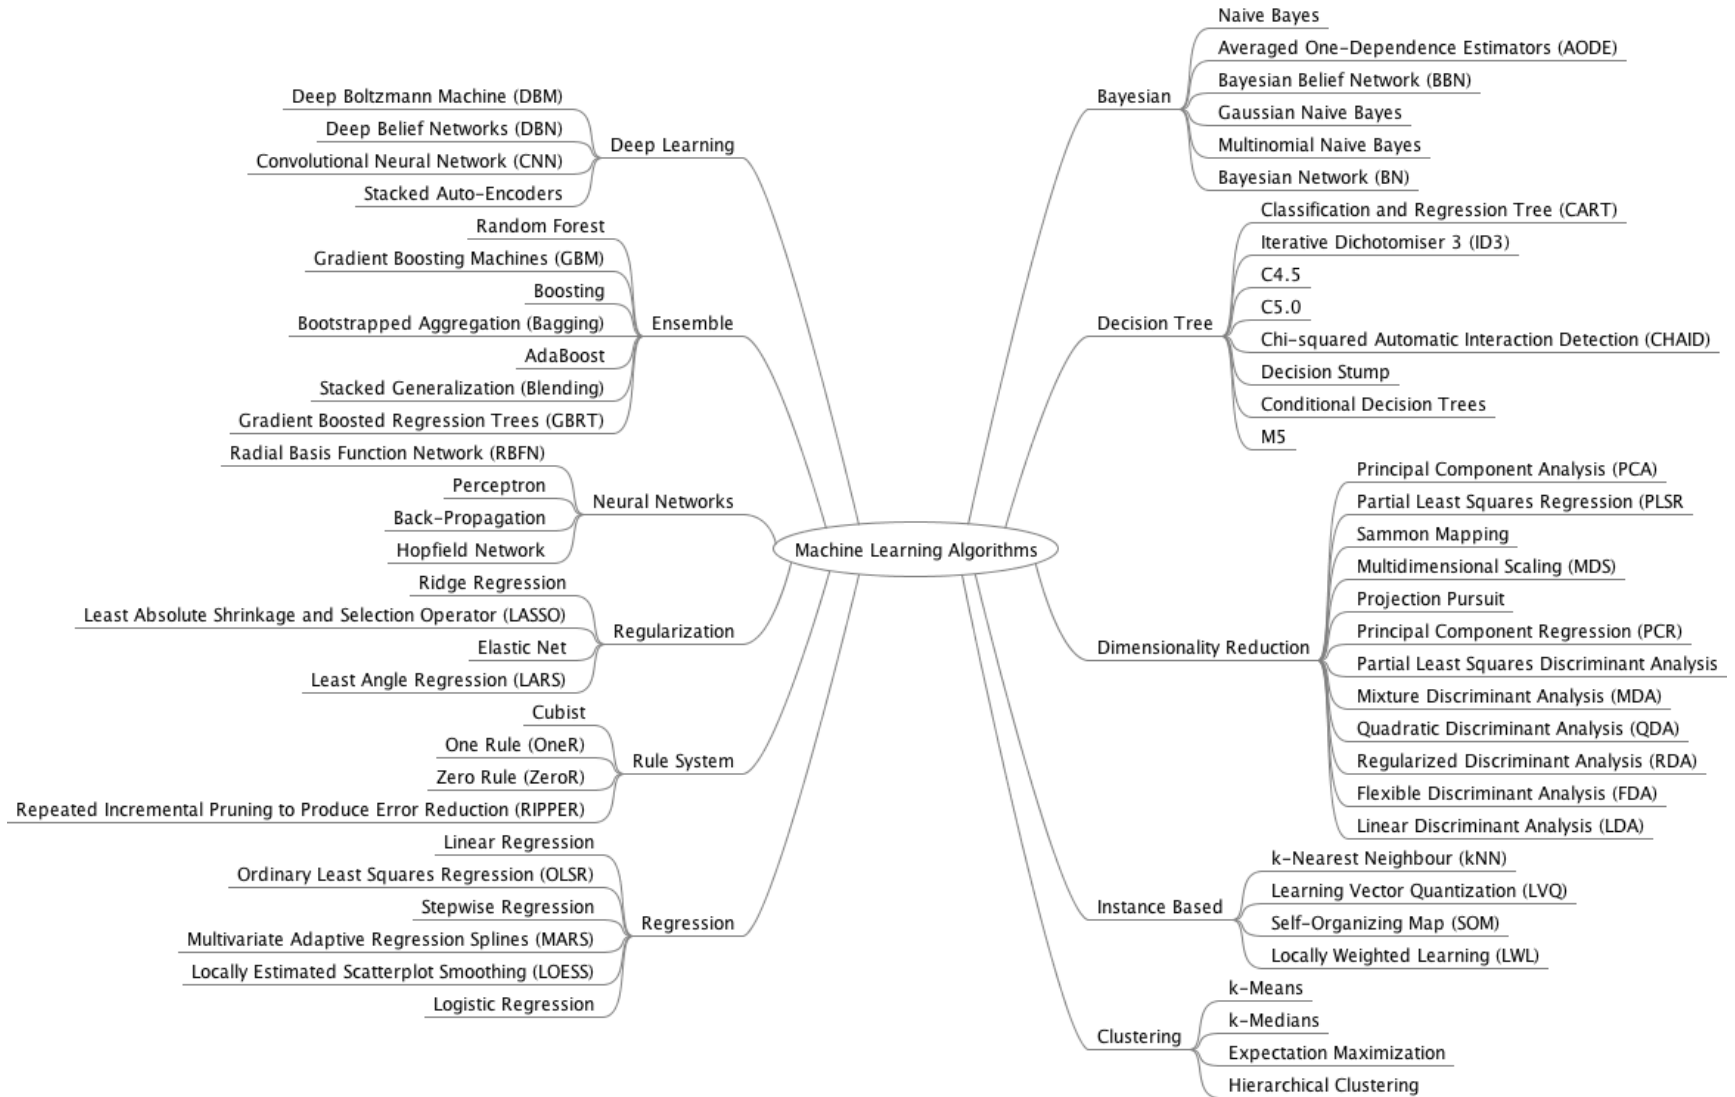 Deep Learning
Deep Boltzmann Machine (DBM)
Deep Belief Networks (DBN)
Convolutional Neural Network (CNN)
Stacked Auto-Encoders
Ensemble
Random Forest
Gradient Boosting Machines (GBM)
Boosting
Bootstrapped Aggregation (Bagging)
AdaBoost
Stacked Generalization (Blending)
Gradient Boosted Regression Trees (GBRT)
Neural Networks
Radial Basis Function Network (RBFN)
Perceptron
Back-Propagation
Hopfield Network
Regularization
Ridge Regression
Least Absolute Shrinkage and Selection Operator (LASSO)
Elastic Net
Least Angle Regression (LARS)
Rule System
Cubist
One Rule (OneR)
Zero Rule (ZeroR)
Repeated Incremental Pruning to Produce Error Reduction (RIPPER)
Regression
Linear Regression
Ordinary Least Squares Regression (OLSR)
Stepwise Regression
Multivariate Adaptive Regression Splines (MARS)
Locally Estimated Scatterplot Smoothing (LOESS)
Logistic Regression
Machine Learning Algorithms
Bayesian
Naive Bayes
Averaged One-Dependence Estimators (AODE)
Bayesian Belief Network (BBN)
Gaussian Naive Bayes
Multinomial Naive Bayes
Bayesian Network (BN)
Decision Tree
Classification and Regression Tree (CART)
Iterative Dichotomiser 3 (ID3)
C4.5
C5.0
Chi-squared Automatic Interaction Detection (CHAID)
Decision Stump
Conditional Decision Trees
M5
Dimensionality Reduction
Principal Component Analysis (PCA)
Partial Least Squares Regression (PLSR
Sammon Mapping
Multidimensional Scaling (MDS)
Projection Pursuit
Principal Component Regression (PCR)
Partial Least Squares Discriminant Analysis
Mixture Discriminant Analysis (MDA)
Quadratic Discriminant Analysis (QDA)
Regularized Discriminant Analysis (RDA)
Flexible Discriminant Analysis (FDA)
Linear Discriminant Analysis (LDA)
Instance Based
k-Nearest Neighbour (kNN)
Learning Vector Quantization (LVQ)
Self-Organizing Map (SOM)
Locally Weighted Learning (LWL)
Clustering
k-Means
k-Medians
Expectation Maximization
Hierarchical Clustering